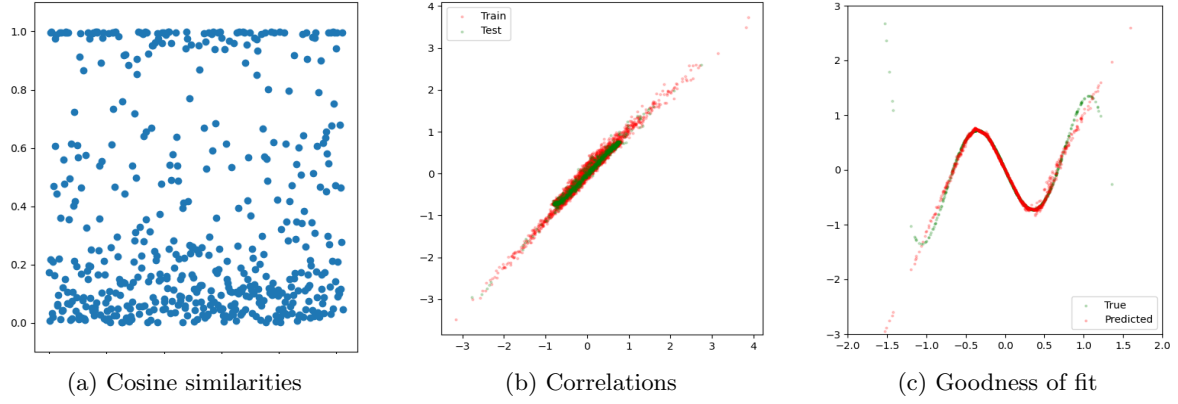 1.0
0.8
0.6
0.4
0.2
0.0
(a) Cosine similarities
4
3
2
1
0
−1
−2
−3
Train
Test
−3 −2 −1 0 1 2 3 4
(b) Correlations
3
2
1
0
−1
−2
−3
True
Predicted
−2.0 −1.5 −1.0 −0.5 0.0 0.5 1.0 1.5 2.0
(c) Goodness of fit